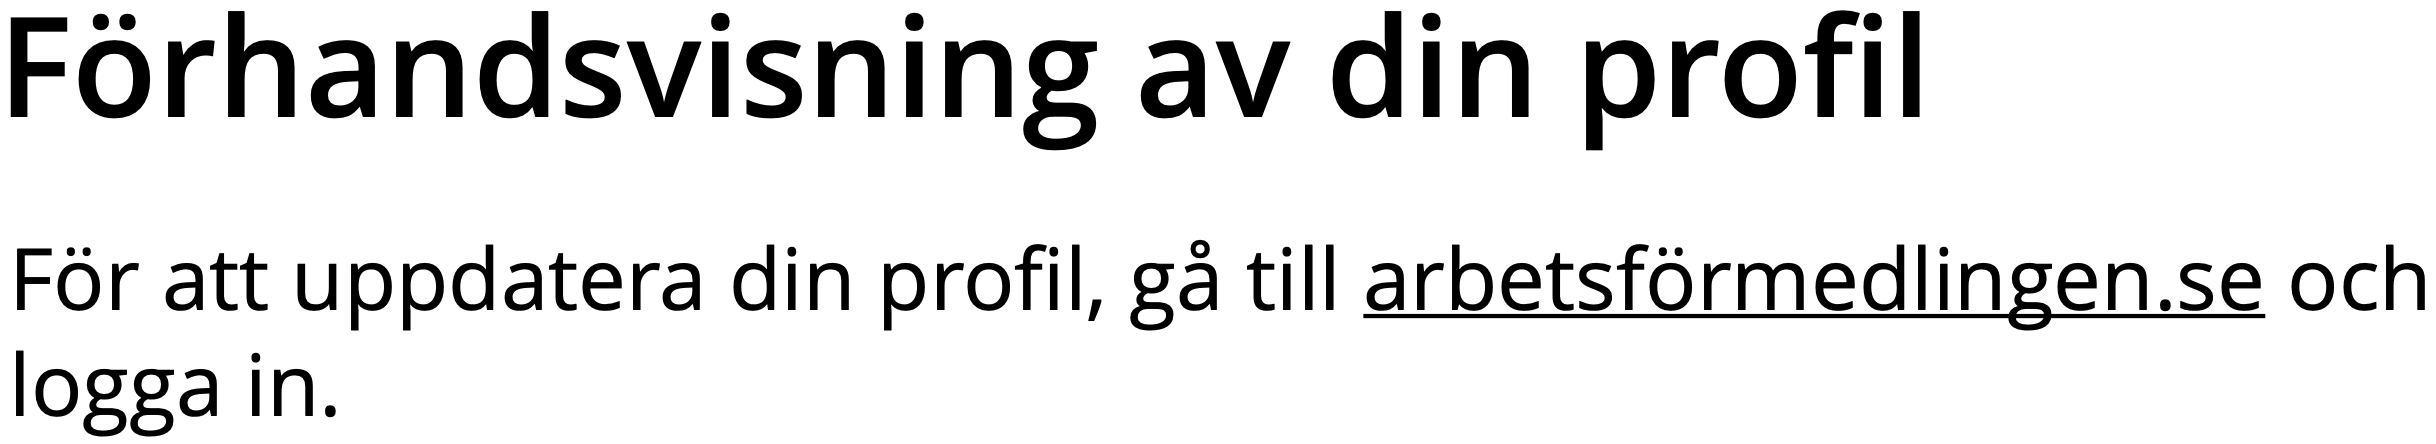 Förhandsvisning av din profil
För att uppdatera din profil, gå till arbetsförmedlingen.se och
logga in.